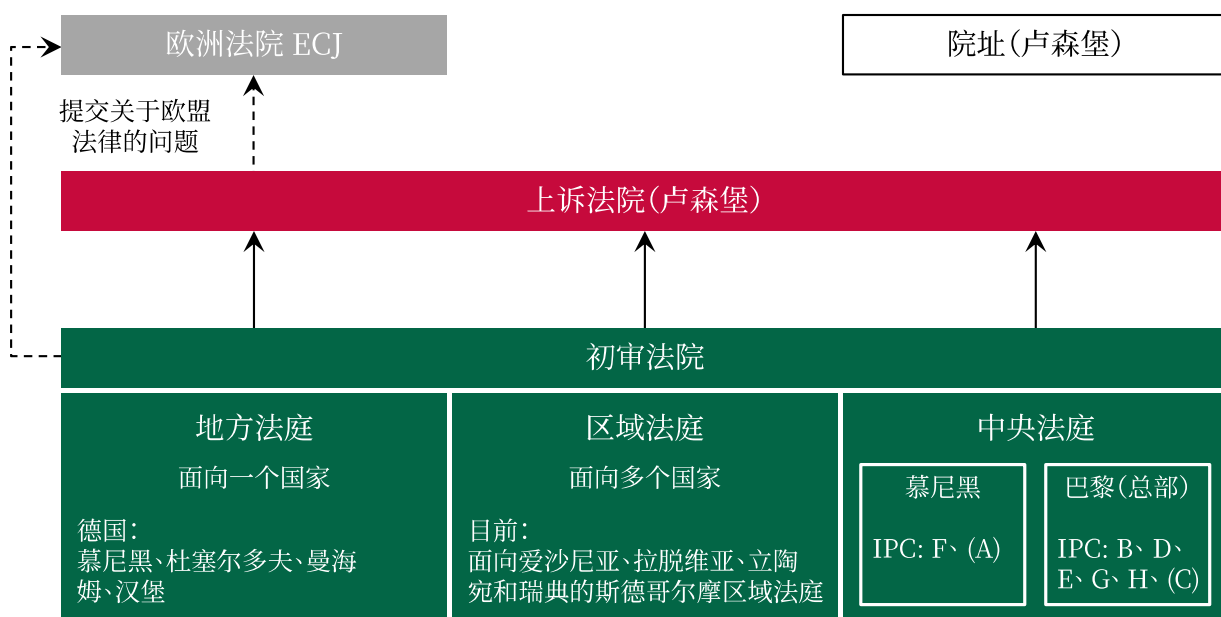 欧洲法院 ECJ
院址(卢森堡)
提交关于欧盟
法律的问题
上诉法院(卢森堡)
初审法院
地方法庭
面向一个国家
德国:
慕尼黑、杜塞尔多夫、曼海
姆、汉堡
区域法庭
面向多个国家
目前:
面向爱沙尼亚、拉脱维亚、立陶
宛和瑞典的斯德哥尔摩区域法庭
中央法庭
慕尼黑
IPC: F、(A)
巴黎(总部)
IPC: B、D、
E、G、H、(C)